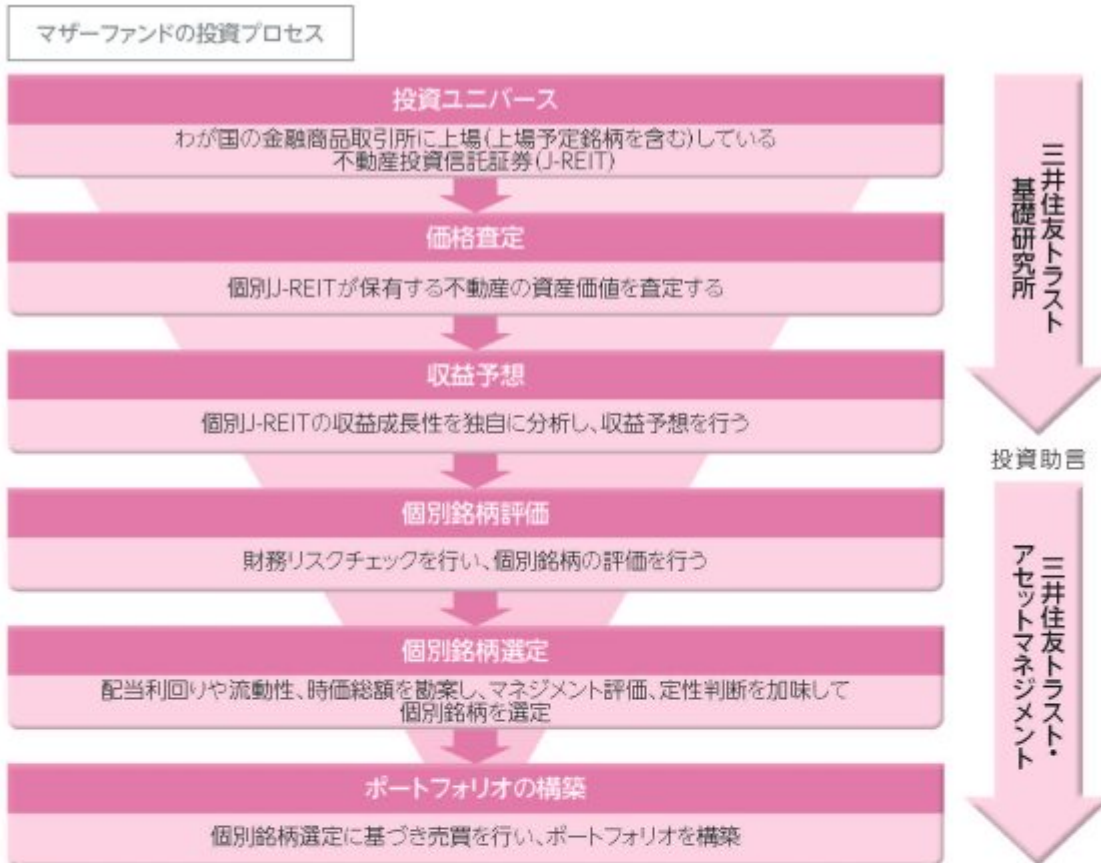 マザーファンドの投資プロセス
投資ユニバース
わが国の金融商品取引所に上場(上場予定銘柄を含む)している
不動産投資信託証券(J-REIT)
価格査定
個別J-REITが保有する不動産の資産価値を査定する
収益予想
個別J-REITの収益成長性を独自に分析し、収益予想を行う
個別銘柄評価
財務リスクチェックを行い、個別銘柄の評価を行う
個別銘柄選定
配当利回りや流動性、時価総額を勘案し、マネジメント評価、定性判断を加味して
個別銘柄を選定
ポートフォリオの構築
個別銘柄選定に基づき売買を行い、ポートフォリオを構築
三井住友トラスト
基礎研究所
投資助言
三井住友トラスト・
アセットマネジメント